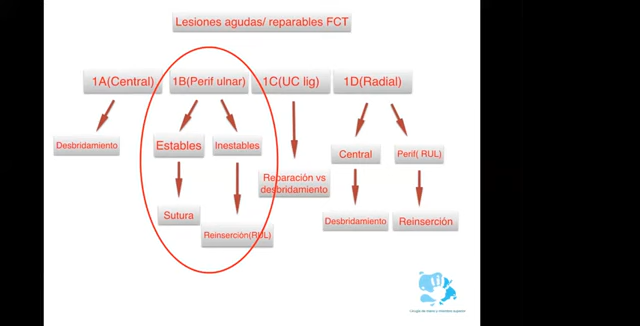 Lesiones agudas/ reparables FCT
1A(Central)
1B(Perif ulnar)
1C(UC lig)
1D(Radial)
Desbridamiento
Estables
Inestables
Central
Perif( RUL)
Reparación vs
desbridamiento
Sutura
Reinserción(RUL)
Desbridamiento
Reinserción